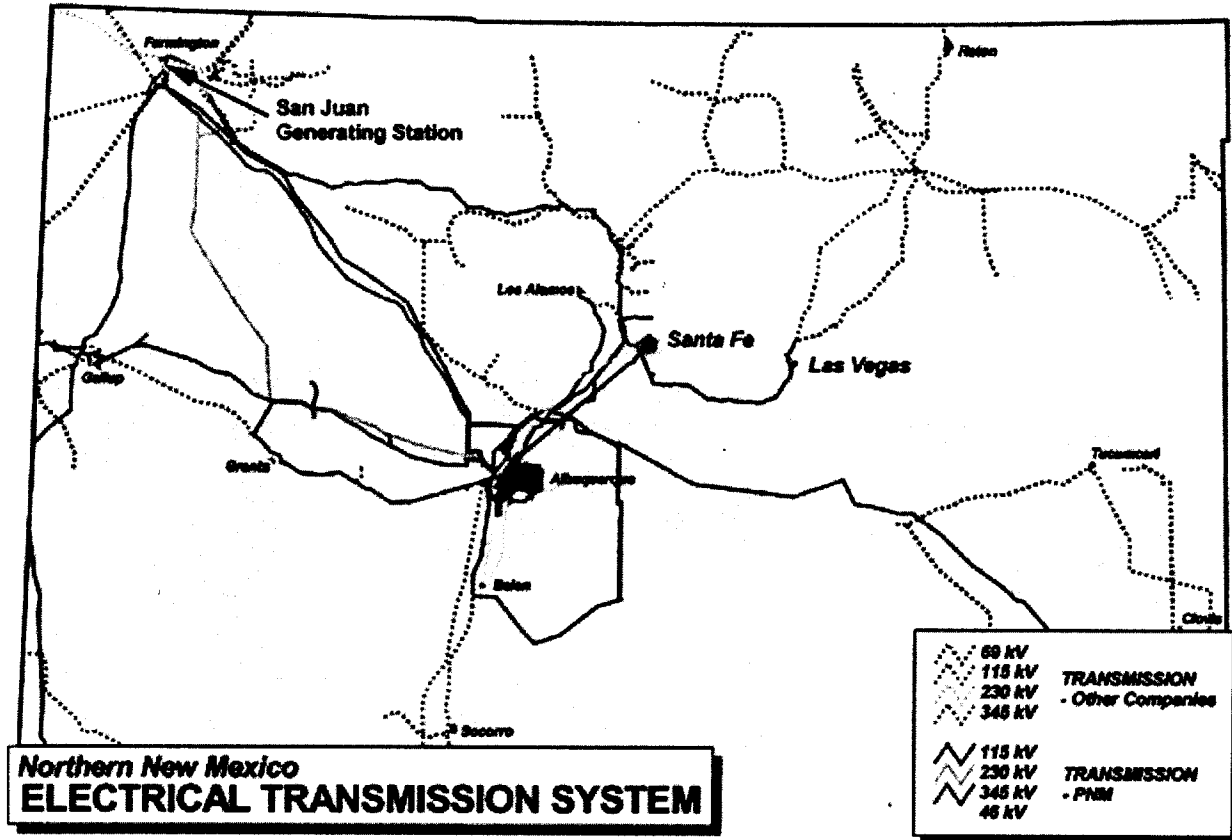 Farmington
Raton
San Juan
Generating Station
Los Alamos
Santa Fe
Las Vegas
Gallup
Grants
Albuquerque
Tucumcari
Belen
Clovis
Socorro
69 kV
115 kV
230 kV
345 kV
TRANSMISSION
- Other Companies
115 kV
230 kV
345 kV
46 kV
TRANSMISSION
- PNM
Northern New Mexico
ELECTRICAL TRANSMISSION SYSTEM